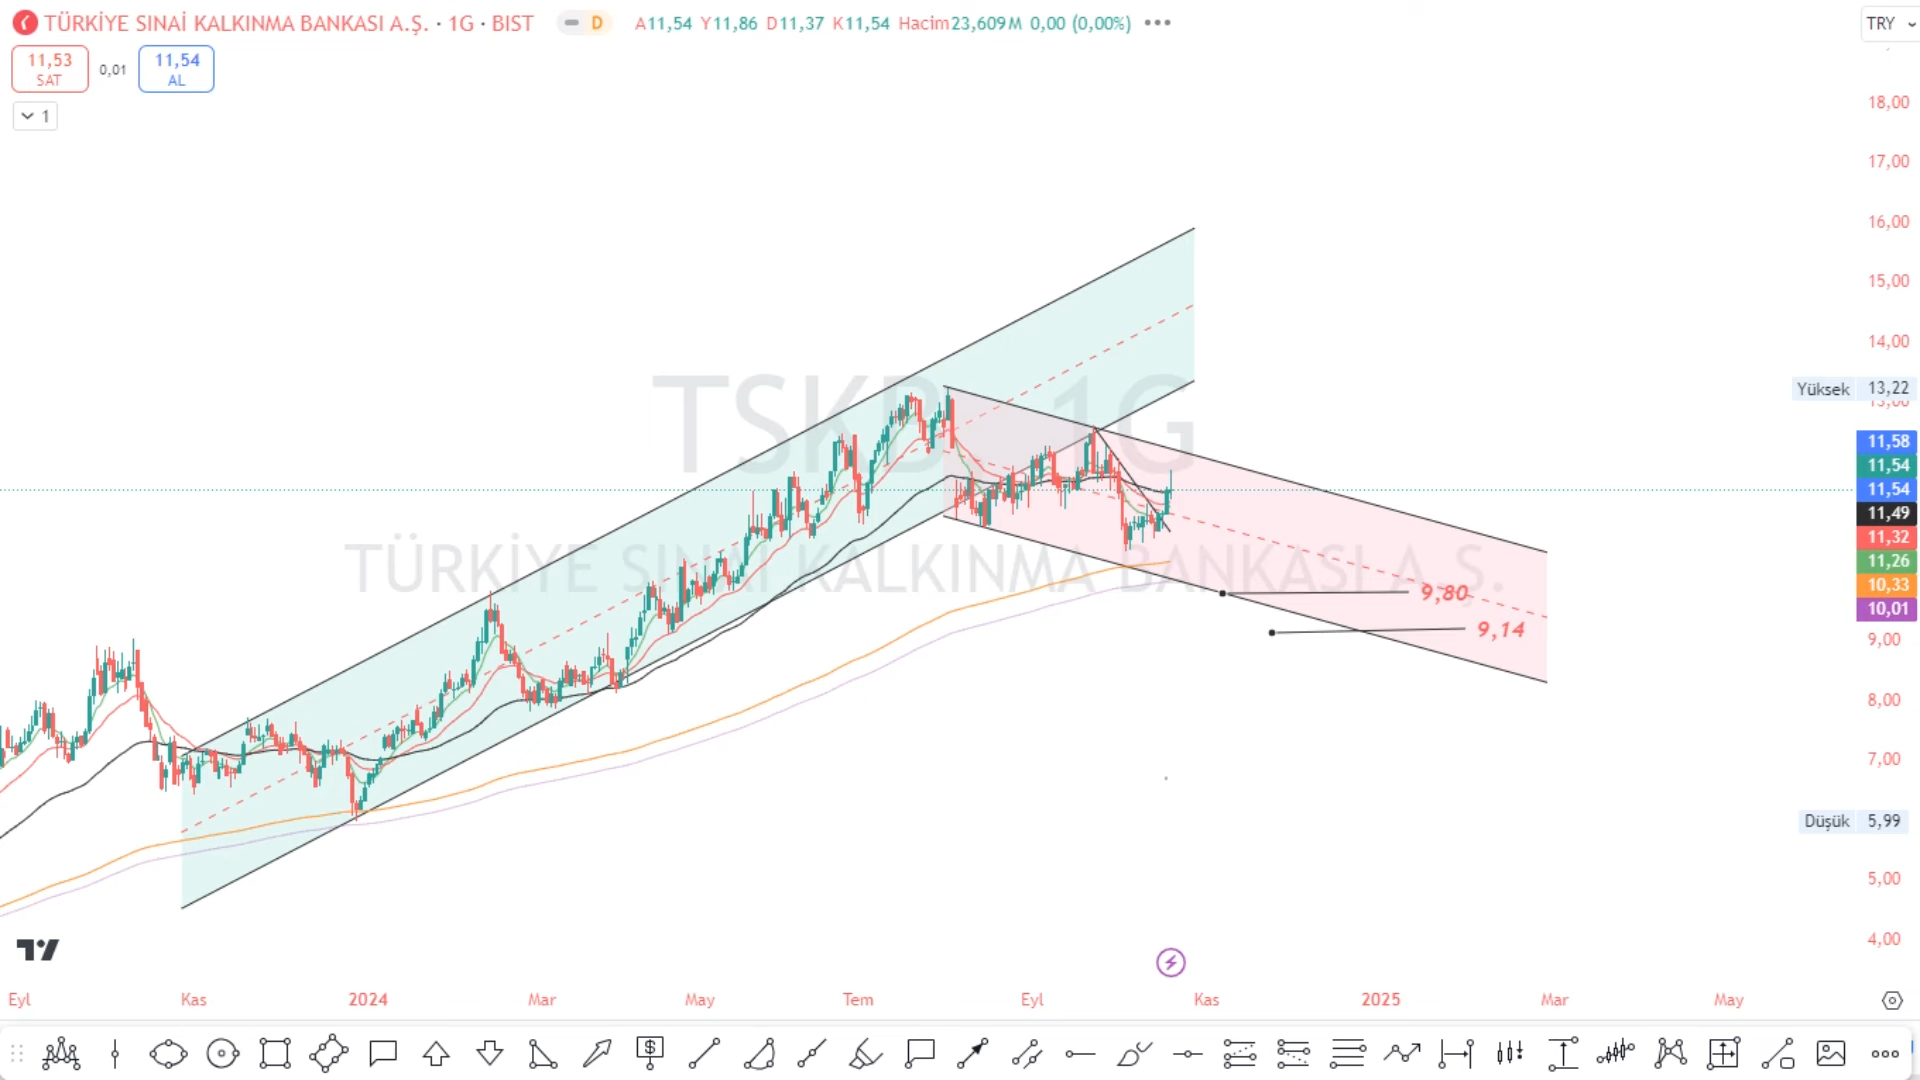 TÜRKİYE SINAİ KALKINMA BANKASI A.Ş. · 1G · BIST D A11,54 Y11,86 D11,37 K11,54 Hacim23,609M 0,00 (0,00%)
TRY
11,53
SAT
0,01
11,54
AL
1
18,00
17,00
16,00
15,00
14,00
Yüksek 13,22
13,00
TSKB, 1G
TÜRKİYE SINAİ KALKINMA BANKASI A.Ş.
11,58
11,54
11,54
11,49
11,32
11,26
10,33
10,01
9,80
9,14
9,00
8,00
7,00
Düşük 5,99
5,00
4,00
Eyl Kas 2024 Mar May Tem Eyl Kas 2025 Mar May